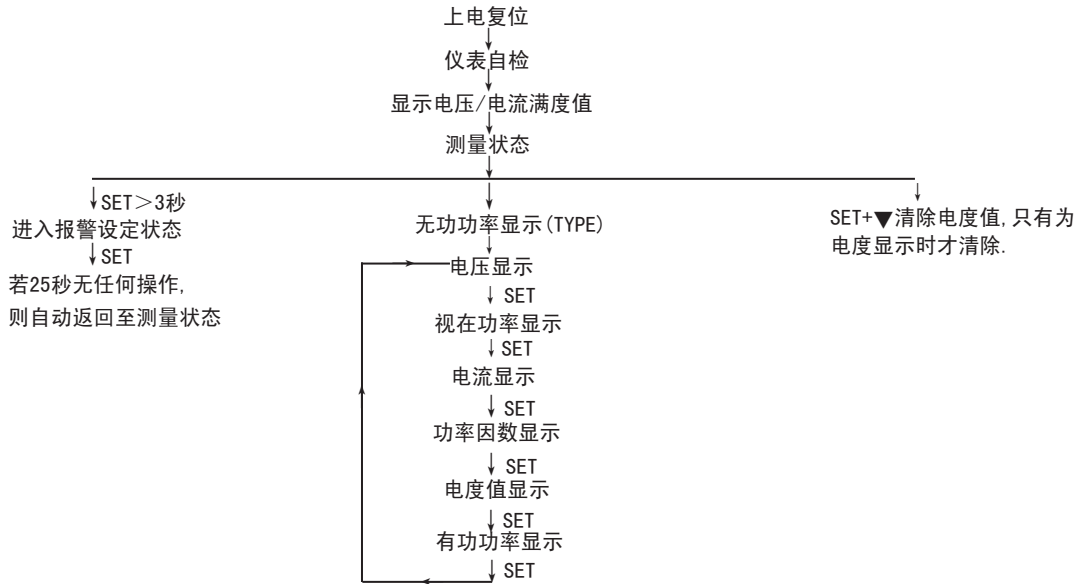 上电复位
仪表自检
显示电压/电流满度值
测量状态
SET>3秒
进入报警设定状态
SET
若25秒无任何操作,
则自动返回至测量状态
无功功率显示(TYPE)
电压显示
SET
视在功率显示
SET
电流显示
SET
功率因数显示
SET
电度值显示
SET
有功功率显示
SET
SET+▼清除电度值,只有为
电度显示时才清除.